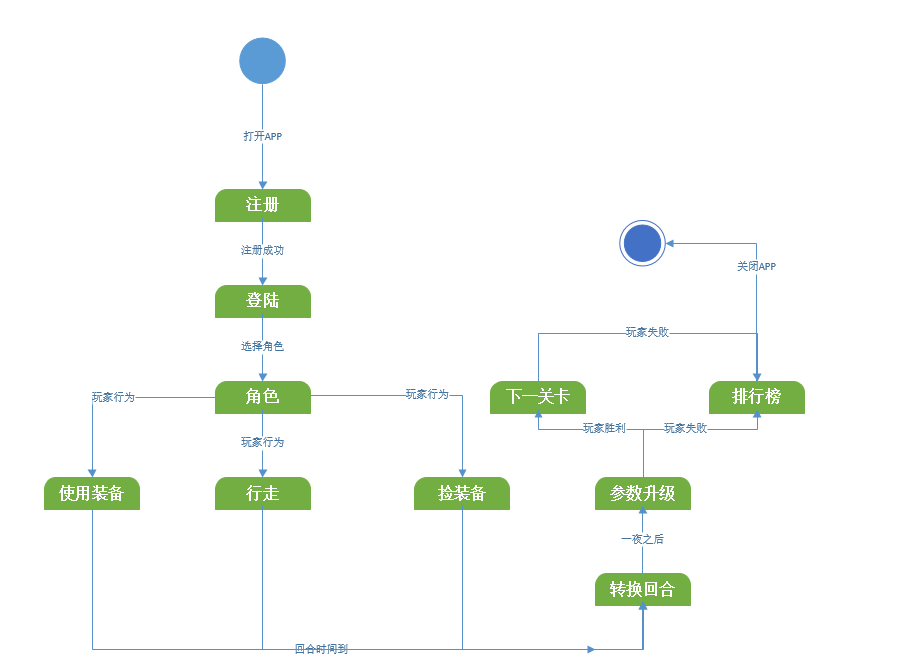 打开APP
注册
注册成功
登陆
选择角色
角色
玩家行为
玩家行为
玩家行为
使用装备
行走
捡装备
回合时间到
转换回合
一夜之后
参数升级
玩家胜利
玩家失败
下一关卡
排行榜
玩家失败
关闭APP